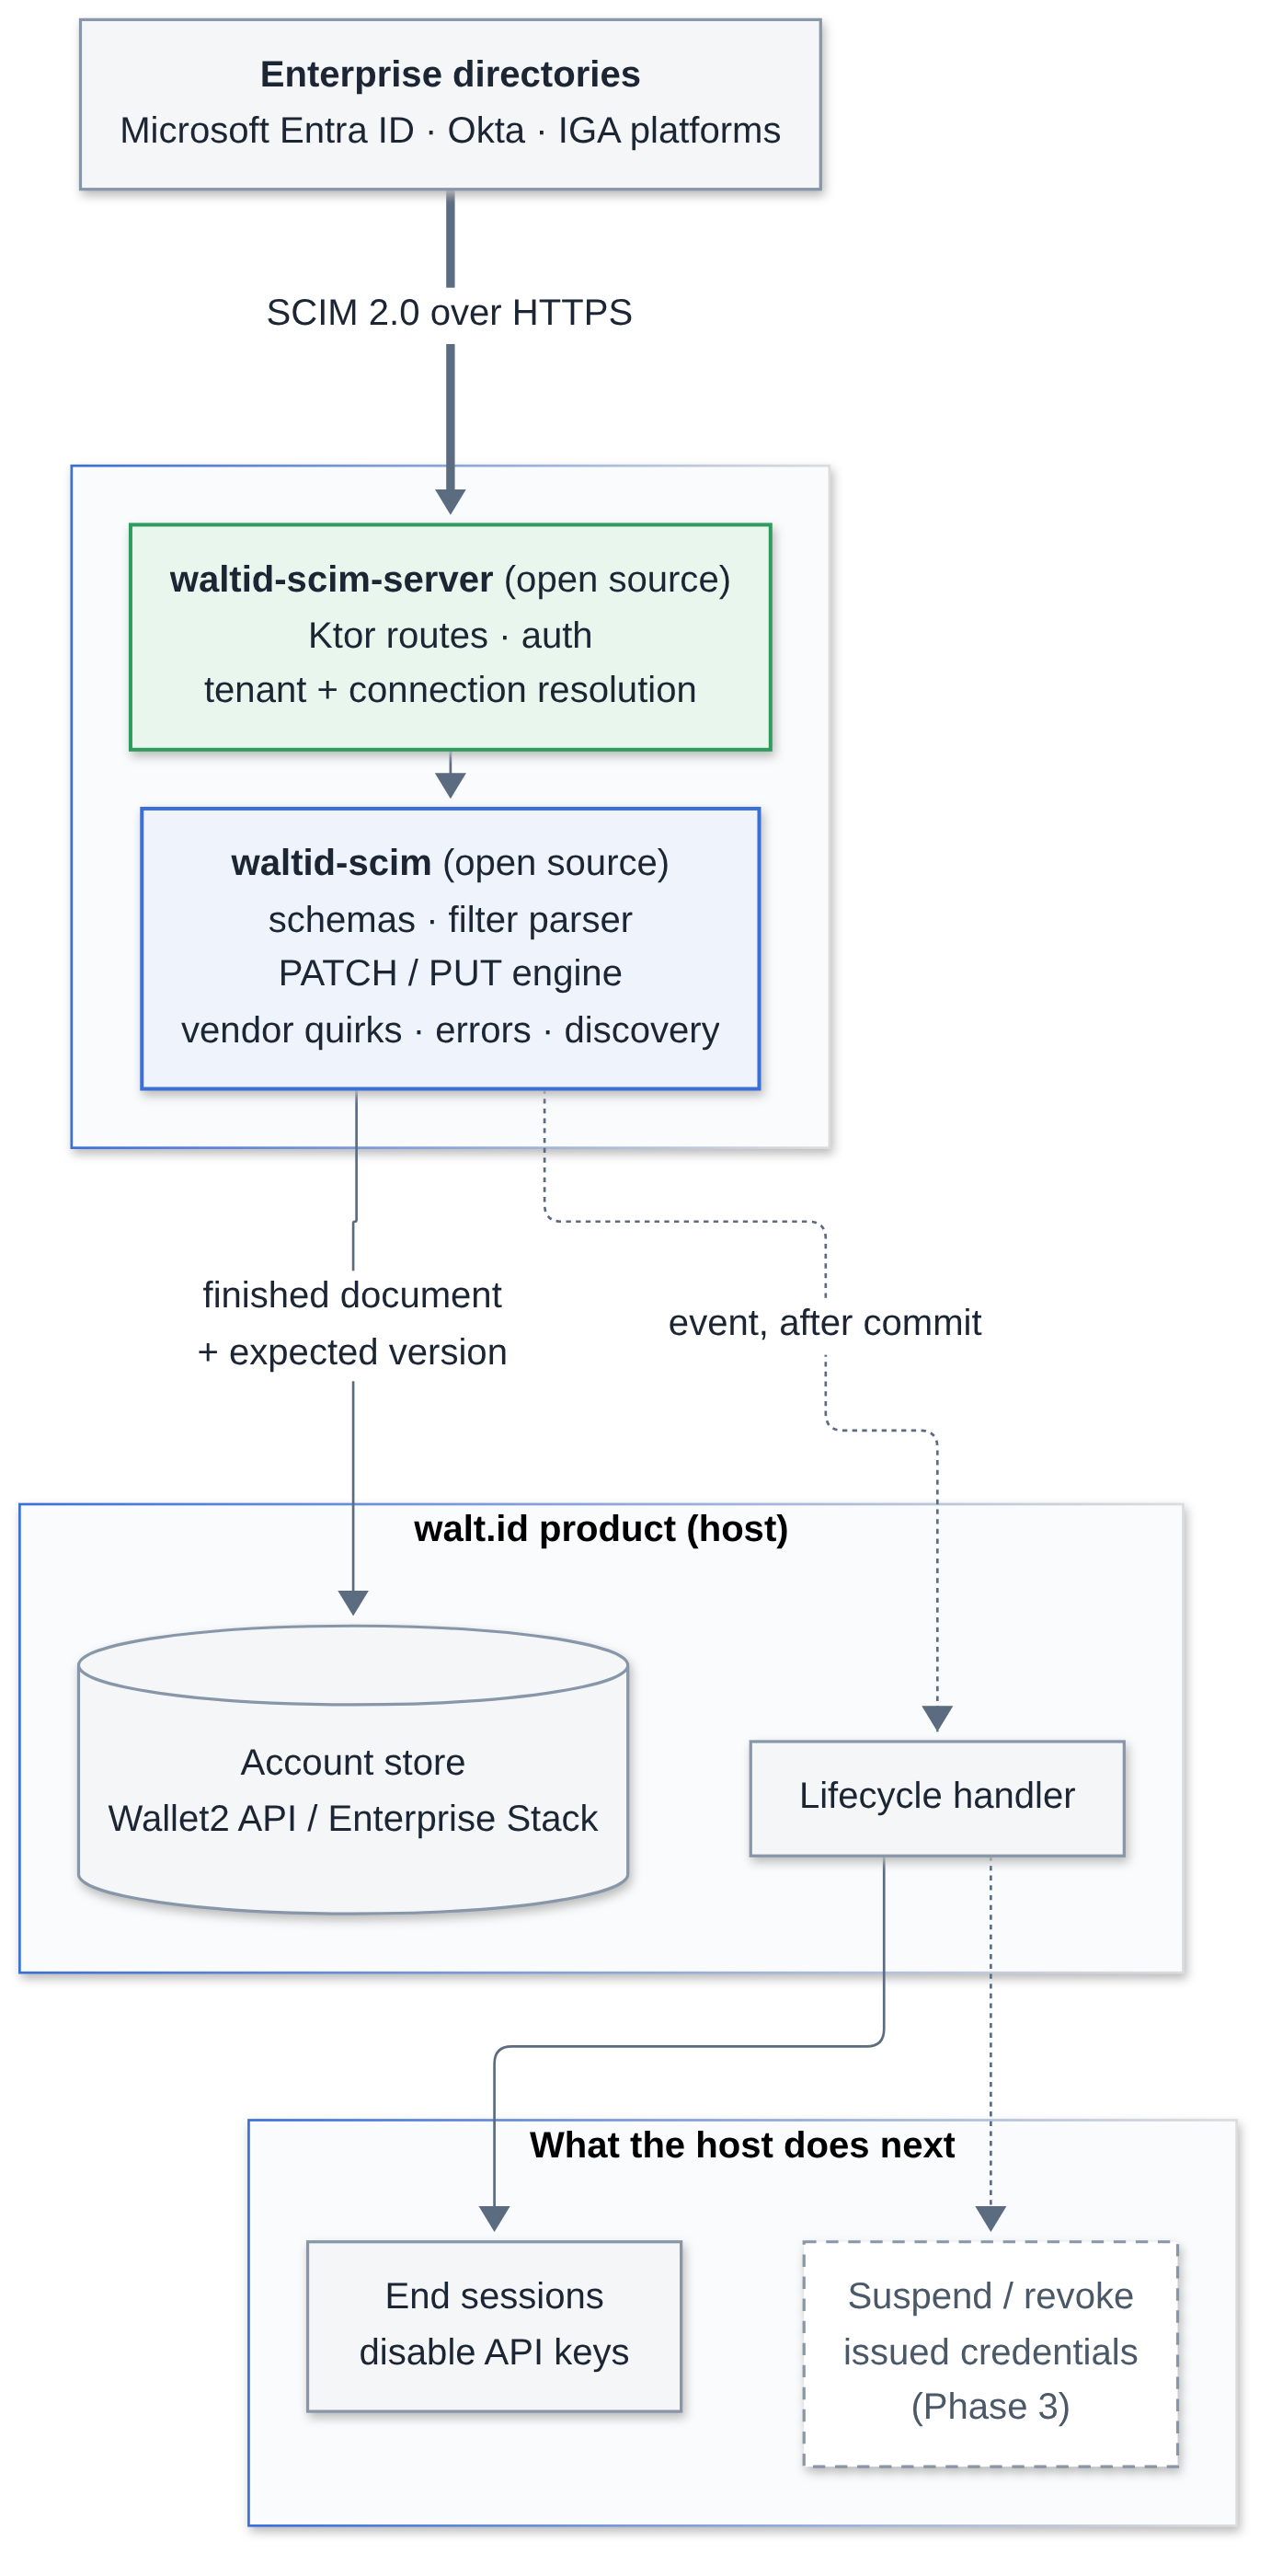 Enterprise directories
Microsoft Entra ID · Okta · IGA platforms
SCIM 2.0 over HTTPS
waltid-scim-server (open source)
Ktor routes · auth
tenant + connection resolution
waltid-scim (open source)
schemas · filter parser
PATCH / PUT engine
vendor quirks · errors · discovery
finished document
+ expected version
event, after commit
walt.id product (host)
Account store
Wallet2 API / Enterprise Stack
Lifecycle handler
What the host does next
End sessions
disable API keys
Suspend / revoke
issued credentials
(Phase 3)